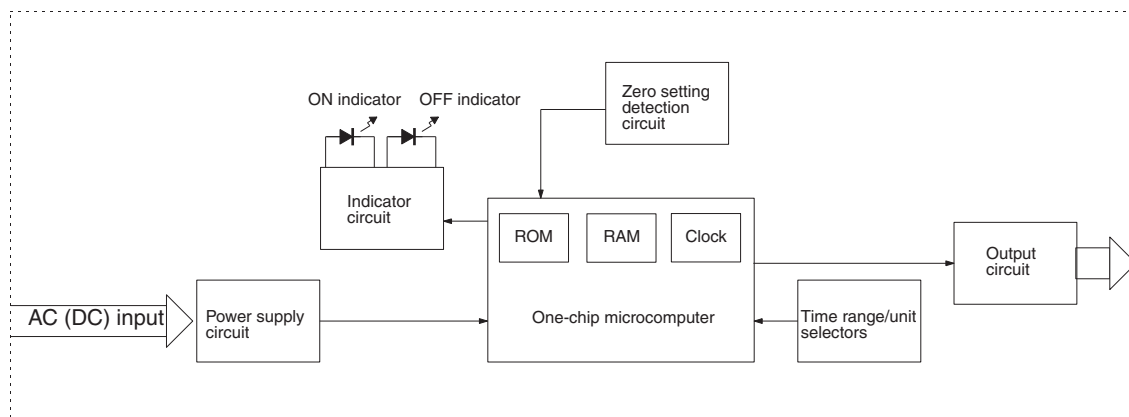 Zero setting
detection
circuit
ON indicator
OFF indicator
Indicator
circuit
ROM
RAM
Clock
Output
circuit
AC (DC) input
Power supply
circuit
One-chip microcomputer
Time range/unit
selectors